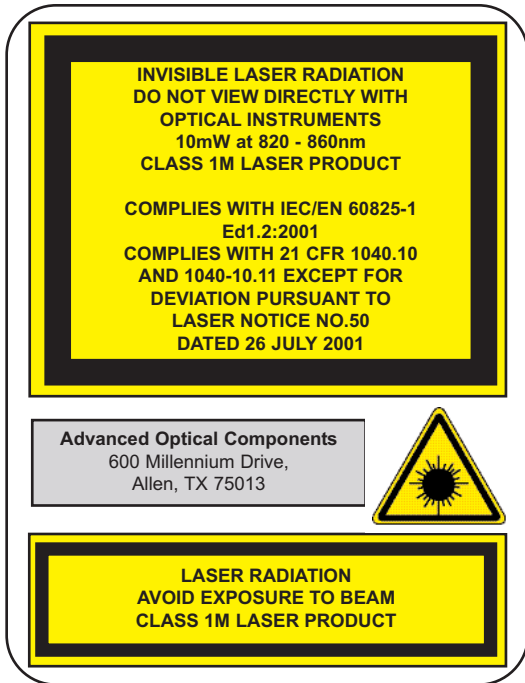 INVISIBLE LASER RADIATION
DO NOT VIEW DIRECTLY WITH
OPTICAL INSTRUMENTS
10mW at 820 - 860nm
CLASS 1M LASER PRODUCT
COMPLIES WITH IEC/EN 60825-1
Ed1.2:2001
COMPLIES WITH 21 CFR 1040.10
AND 1040-10.11 EXCEPT FOR
DEVIATION PURSUANT TO
LASER NOTICE NO.50
DATED 26 JULY 2001
Advanced Optical Components
600 Millennium Drive,
Allen, TX 75013
LASER RADIATION
AVOID EXPOSURE TO BEAM
CLASS 1M LASER PRODUCT